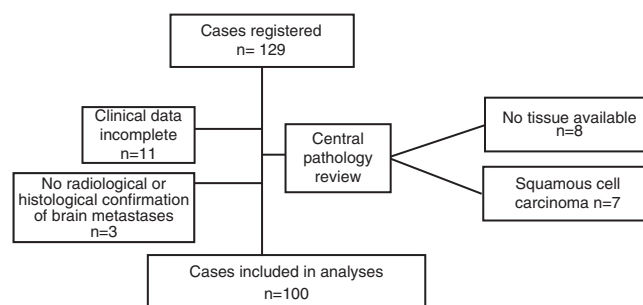 Cases registered
n= 129
Clinical data
incomplete
n=11
No radiological or
histological confirmation
of brain metastases
n=3
Central
pathology
review
No tissue available
n=8
Squamous cell
carcinoma n=7
Cases included in analyses
n=100